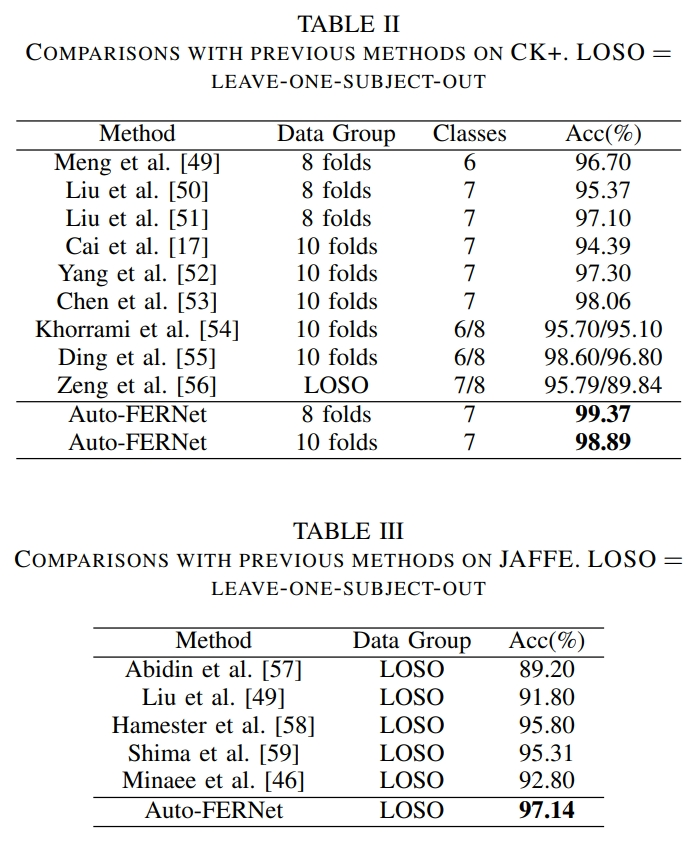 TABLE II
COMPARISONS WITH PREVIOUS METHODS ON CK+. LOSO =
LEAVE-ONE-SUBJECT-OUT
Method Data Group Classes Acc(%)
Meng et al. [49] 8 folds 6 96.70
Liu et al. [50] 8 folds 7 95.37
Liu et al. [51] 8 folds 7 97.10
Cai et al. [17] 10 folds 7 94.39
Yang et al. [52] 10 folds 7 97.30
Chen et al. [53] 10 folds 7 98.06
Khorrami et al. [54] 10 folds 6/8 95.70/95.10
Ding et al. [55] 10 folds 6/8 98.60/96.80
Zeng et al. [56] LOSO 7/8 95.79/89.84
Auto-FERNet 8 folds 7 99.37
Auto-FERNet 10 folds 7 98.89
TABLE III
COMPARISONS WITH PREVIOUS METHODS ON JAFFE. LOSO =
LEAVE-ONE-SUBJECT-OUT
Method Data Group Acc(%)
Abidin et al. [57] LOSO 89.20
Liu et al. [49] LOSO 91.80
Hamester et al. [58] LOSO 95.80
Shima et al. [59] LOSO 95.31
Minaee et al. [46] LOSO 92.80
Auto-FERNet LOSO 97.14